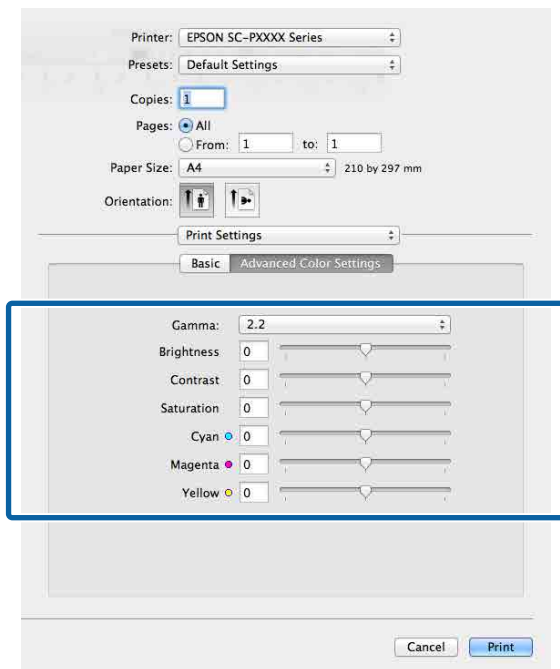 Printer: EPSON SC-PXXXX Series
Presets: Default Settings
Copies: 1
Pages: All
From: 1 to: 1
Paper Size: A4 210 by 297 mm
Orientation:
Print Settings
Basic Advanced Color Settings
Gamma: 2.2
Brightness 0
Contrast 0
Saturation 0
Cyan 0
Magenta 0
Yellow 0
Cancel Print